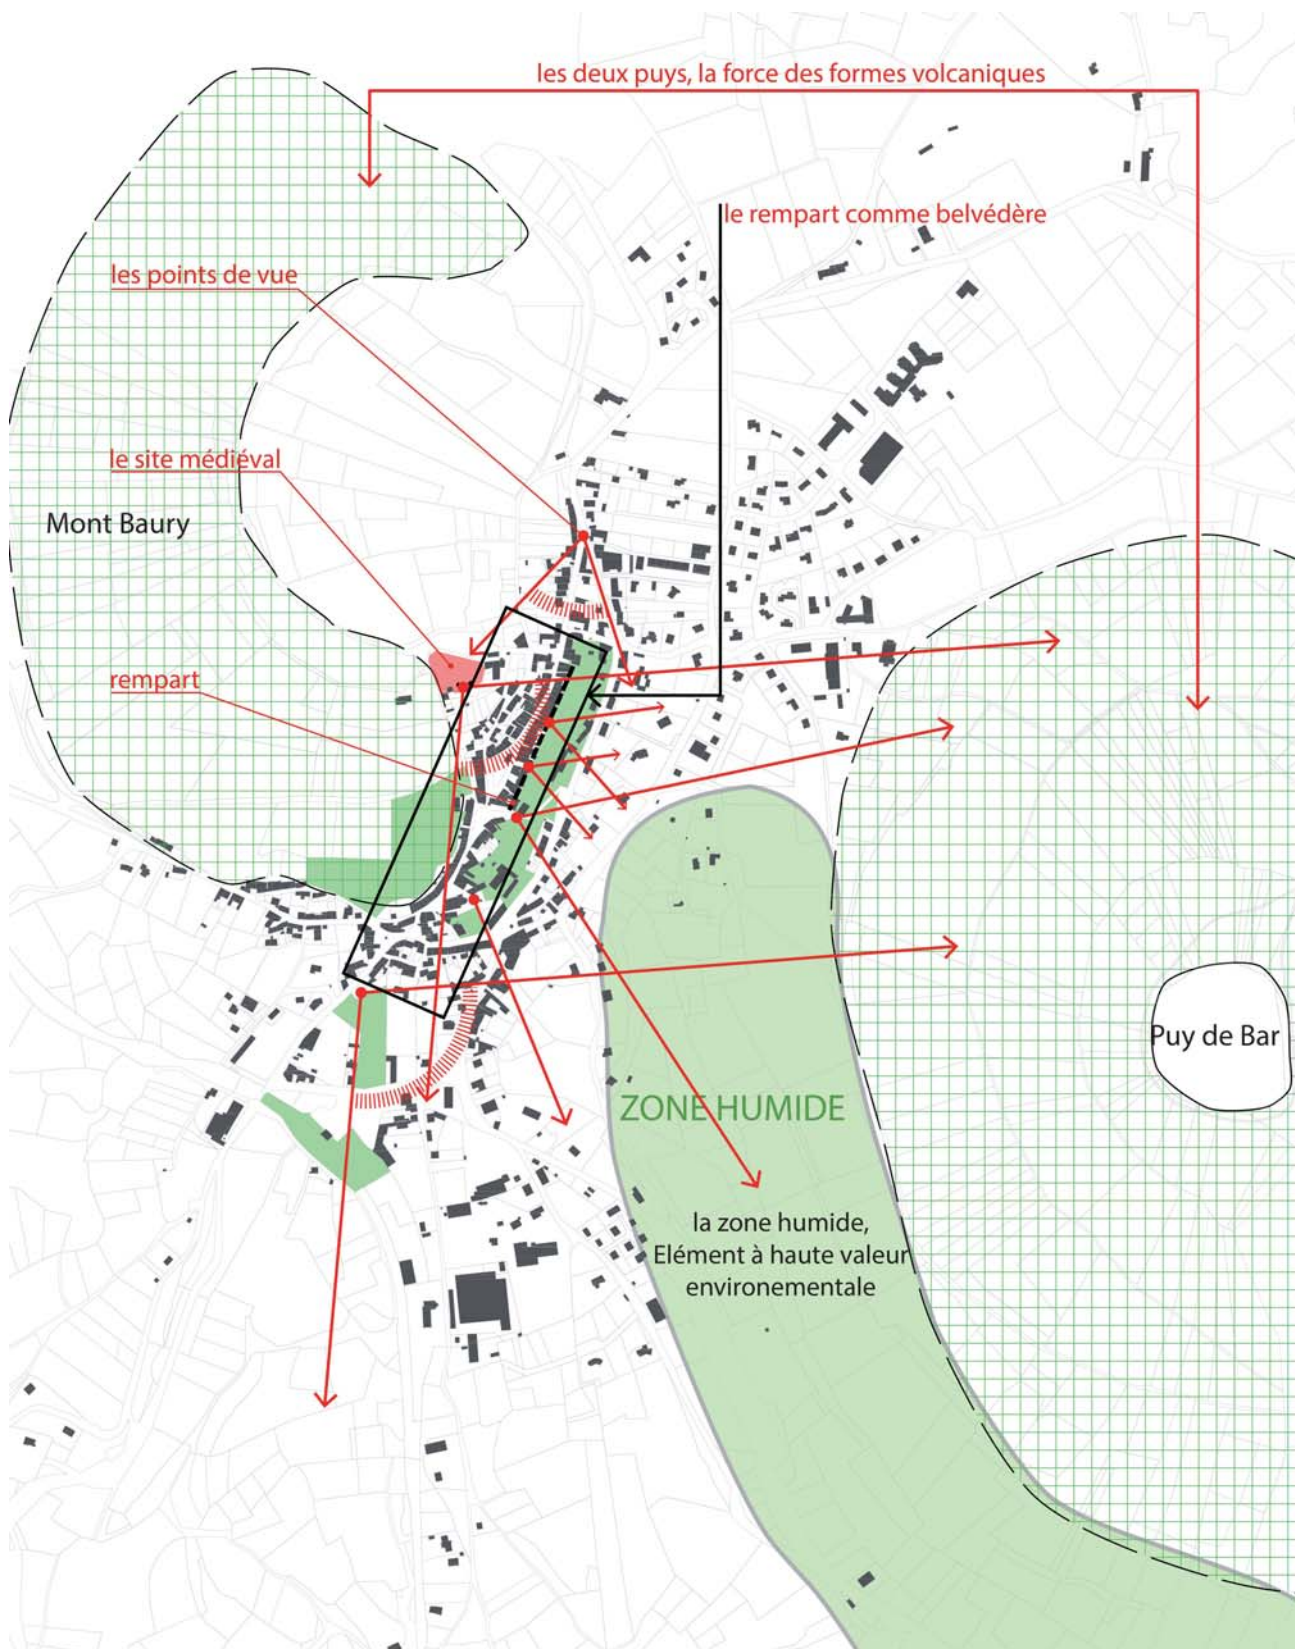 les deux puys, la force des formes volcaniques
le rempart comme belvédère
les points de vue
le site médiéval
Mont Baury
rempart
Puy de Bar
ZONE HUMIDE
la zone humide,
Elément à haute valeur
environementale